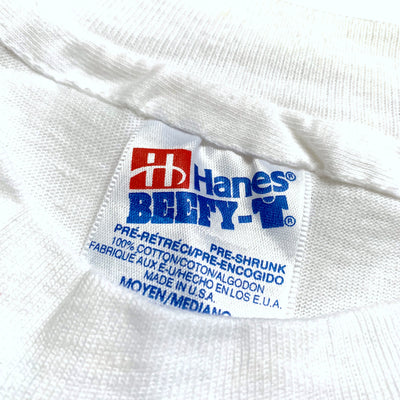 H Hanes®
BEEFY-T®
PRE-SHRUNK
PRÉ-RÉTRÉCI/PRE-ENCOGIDO
100% COTTON/COTON/ALGODON
FABRIQUÉ AUX É-U/HECHO EN LOS E.U.A.
MADE IN U.S.A.
MOYEN/MEDIANO